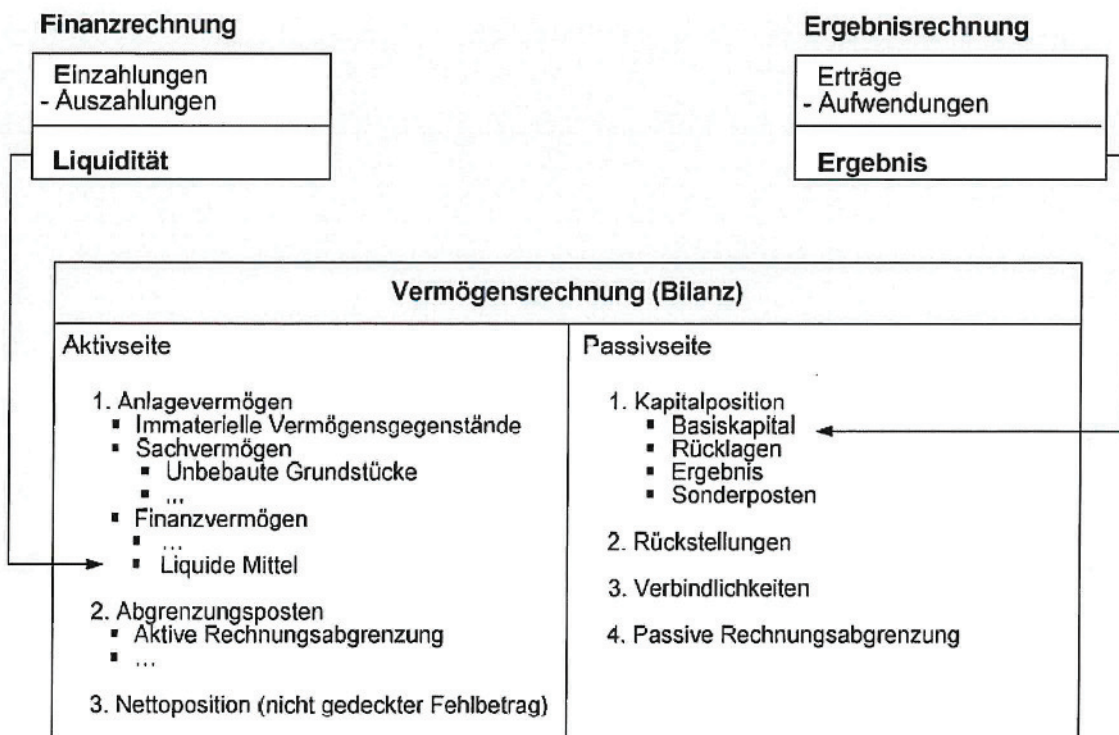 Finanzrechnung
Einzahlungen
- Auszahlungen
Liquidität
Ergebnisrechnung
Erträge
- Aufwendungen
Ergebnis
Vermögensrechnung (Bilanz)
Aktivseite
1. Anlagevermögen
▪ Immaterielle Vermögensgegenstände
▪ Sachvermögen
▪ Unbebaute Grundstücke
▪ ...
▪ Finanzvermögen
▪ ...
▪ Liquide Mittel
2. Abgrenzungsposten
▪ Aktive Rechnungsabgrenzung
▪ ...
3. Nettoposition (nicht gedeckter Fehlbetrag)
Passivseite
1. Kapitalposition
▪ Basiskapital
▪ Rücklagen
▪ Ergebnis
▪ Sonderposten
2. Rückstellungen
3. Verbindlichkeiten
4. Passive Rechnungsabgrenzung